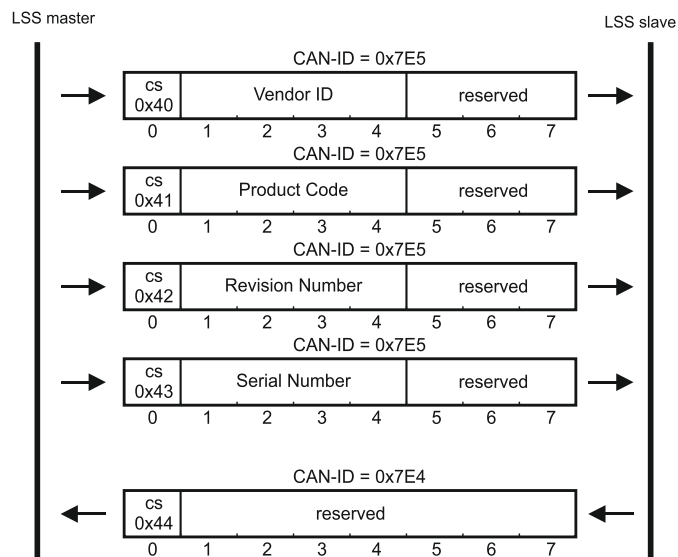 LSS master
LSS slave
CAN-ID = 0x7E5
cs
0x40
Vendor ID
reserved
0 1 2 3 4 5 6 7
CAN-ID = 0x7E5
cs
0x41
Product Code
reserved
0 1 2 3 4 5 6 7
CAN-ID = 0x7E5
cs
0x42
Revision Number
reserved
0 1 2 3 4 5 6 7
CAN-ID = 0x7E5
cs
0x43
Serial Number
reserved
0 1 2 3 4 5 6 7
CAN-ID = 0x7E4
cs
0x44
reserved
0 1 2 3 4 5 6 7